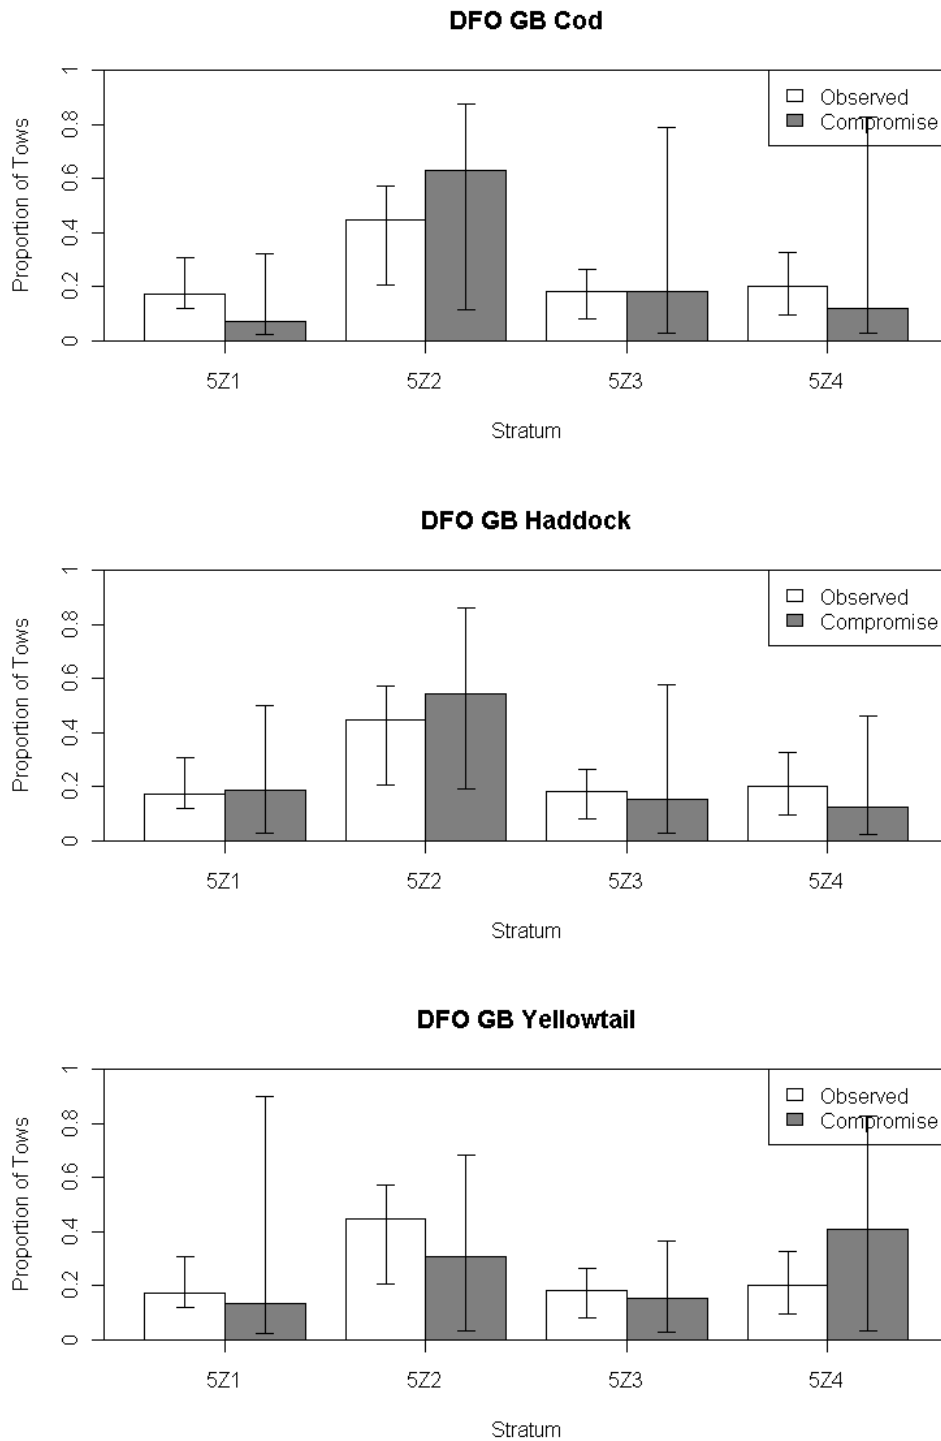 DFO GB Cod
Proportion of Tows
1
0.8
0.6
0.4
0.2
0
Observed
Compromise
5Z1 5Z2 5Z3 5Z4
Stratum
DFO GB Haddock
Proportion of Tows
1
0.8
0.6
0.4
0.2
0
Observed
Compromise
5Z1 5Z2 5Z3 5Z4
Stratum
DFO GB Yellowtail
Proportion of Tows
1
0.8
0.6
0.4
0.2
0
Observed
Compromise
5Z1 5Z2 5Z3 5Z4
Stratum